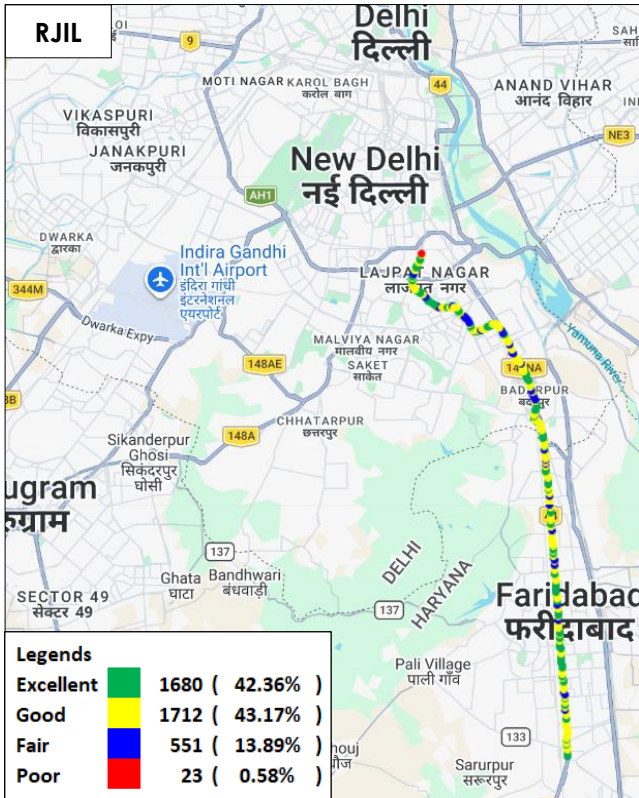 RJIL
9
Delhi
दिल्ली
MOTI NAGAR
KAROL BAGH
करोल बाग
44
ANAND VIHAR
आनंद विहार
VIKASPURI
विकासपुरी
JANAKPURI
जनकपुरी
NE3
New Delhi
नई दिल्ली
AH1
DWARKA
द्वारका
Indira Gandhi
Int'l Airport
इंदिरा गांधी
इंटरनेशनल
एयरपोर्ट
LAJPAT NAGAR
344M
Dwarka Expy
Yamuna River
MALVIYA NAGAR
मालवीय नगर
148AE
SAKET
साकेत
BADARPUR
CHHATARPUR
छतरपुर
148A
Sikanderpur
Ghosi
सिकंदरपुर
घोसी
137
Ghata
घाटा
Bandhwari
बंधवाड़ी
DELHI
HARYANA
137
SECTOR 49
सेक्टर 49
Faridabad
फरीदाबाद
Pali Village
पाली गाँव
133
Sarurpur
सरूरपुर
Legends
Excellent 1680 ( 42.36% )
Good 1712 ( 43.17% )
Fair 551 ( 13.89% )
Poor 23 ( 0.58% )